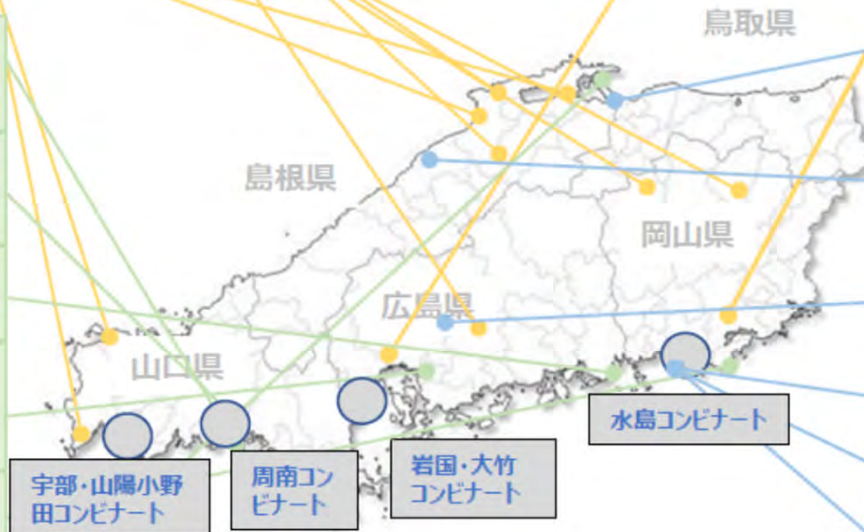 鳥取県
島根県
岡山県
広島県
山口県
水島コンビナート
岩国・大竹
コンビナート
周南コン
ビナート
宇部・山陽小野
田コンビナート